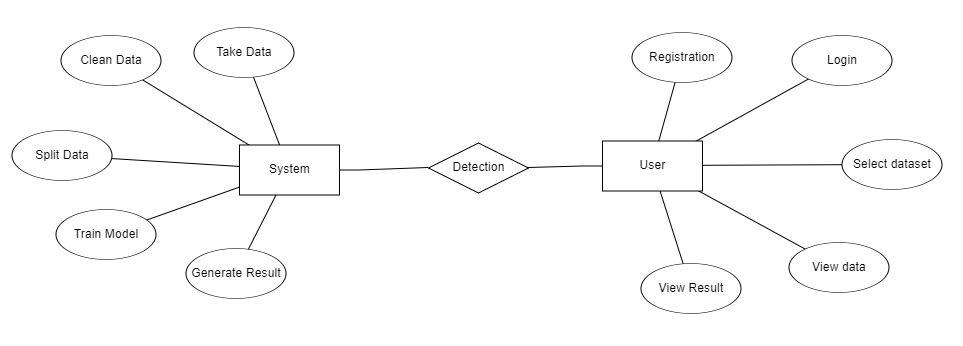 Clean Data
Take Data
Registration
Login
Split Data
System
Detection
User
Select dataset
Train Model
Generate Result
View Result
View data